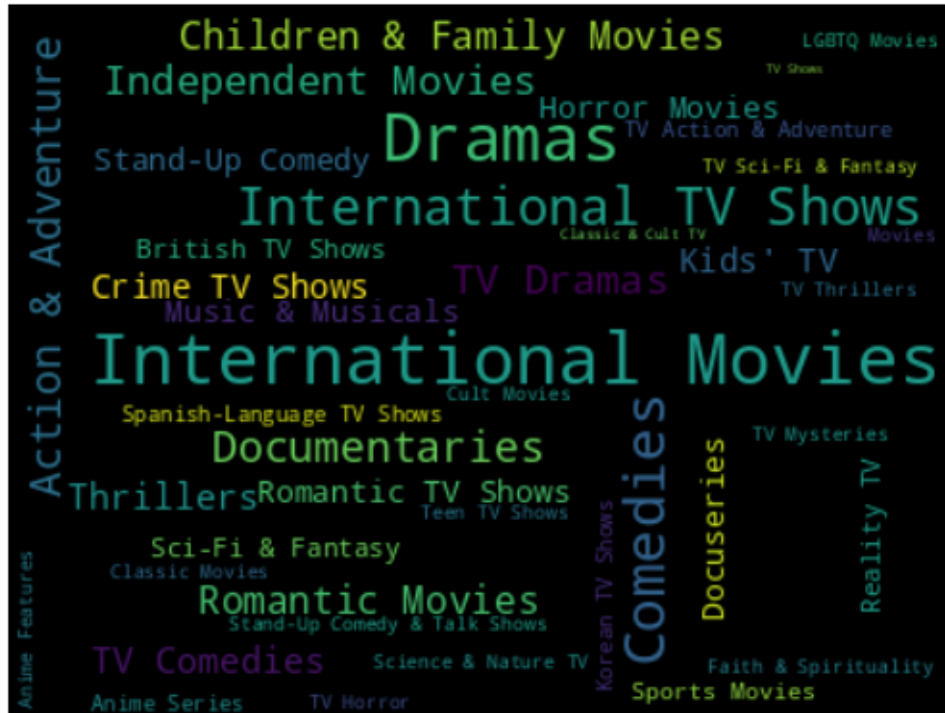 Children & Family Movies
LGBTQ Movies
Independent Movies
TV Shows
Horror Movies
Dramas
TV Action & Adventure
Stand-Up Comedy
TV Sci-Fi & Fantasy
Action & Adventure
International TV Shows
Classic & Cult TV
Movies
British TV Shows
Kids' TV
Crime TV Shows
TV Dramas
TV Thrillers
Music & Musicals
International Movies
Cult Movies
Spanish-Language TV Shows
Comedies
TV Mysteries
Documentaries
Docuseries
Reality TV
Thrillers
Romantic TV Shows
Teen TV Shows
Korean TV Shows
Sci-Fi & Fantasy
Classic Movies
Anime Features
Romantic Movies
Stand-Up Comedy & Talk Shows
TV Comedies
Science & Nature TV
Faith & Spirituality
Sports Movies
Anime Series
TV Horror